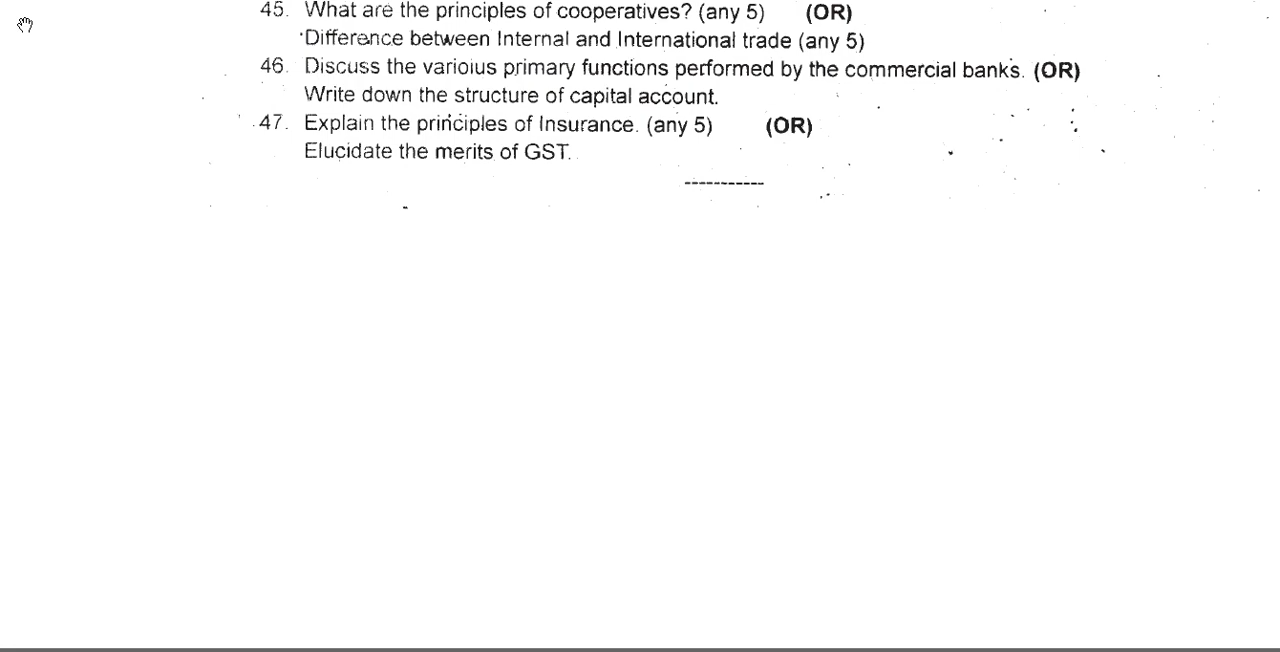 45. What are the principles of cooperatives? (any 5) (OR)
Difference between Internal and International trade (any 5)
46. Discuss the varioius primary functions performed by the commercial banks. (OR)
Write down the structure of capital account.
47. Explain the principles of Insurance. (any 5) (OR)
Elucidate the merits of GST.
-----------